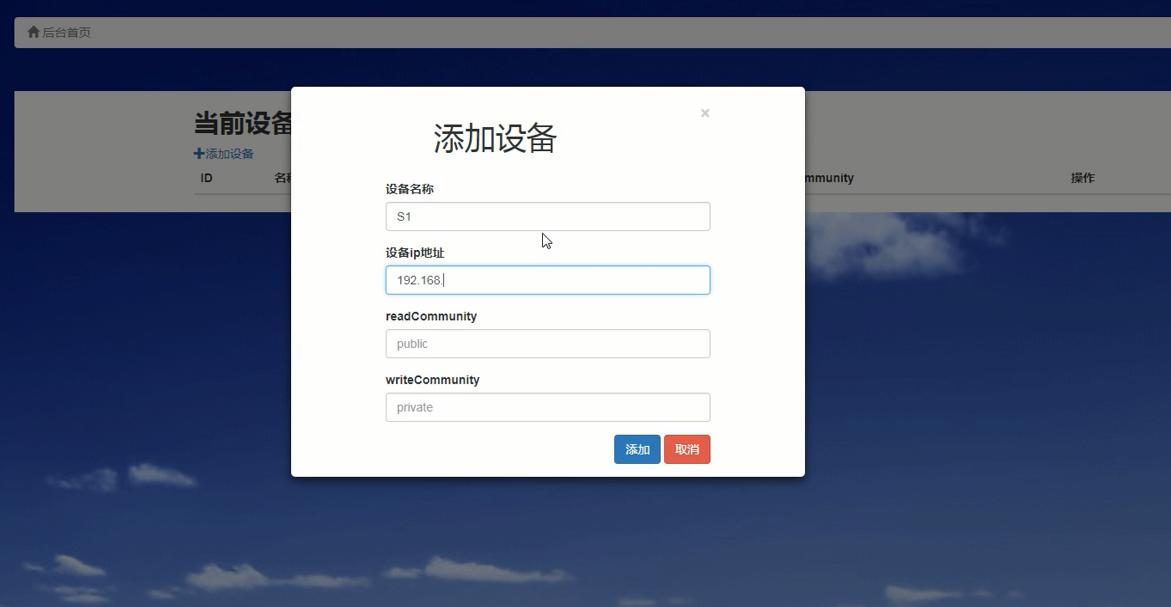 后台首页
当前设备
添加设备
ID
mmunity 操作
×
添加设备
设备名称
S1
设备ip地址
192.168.
readCommunity
public
writeCommunity
private
添加 取消